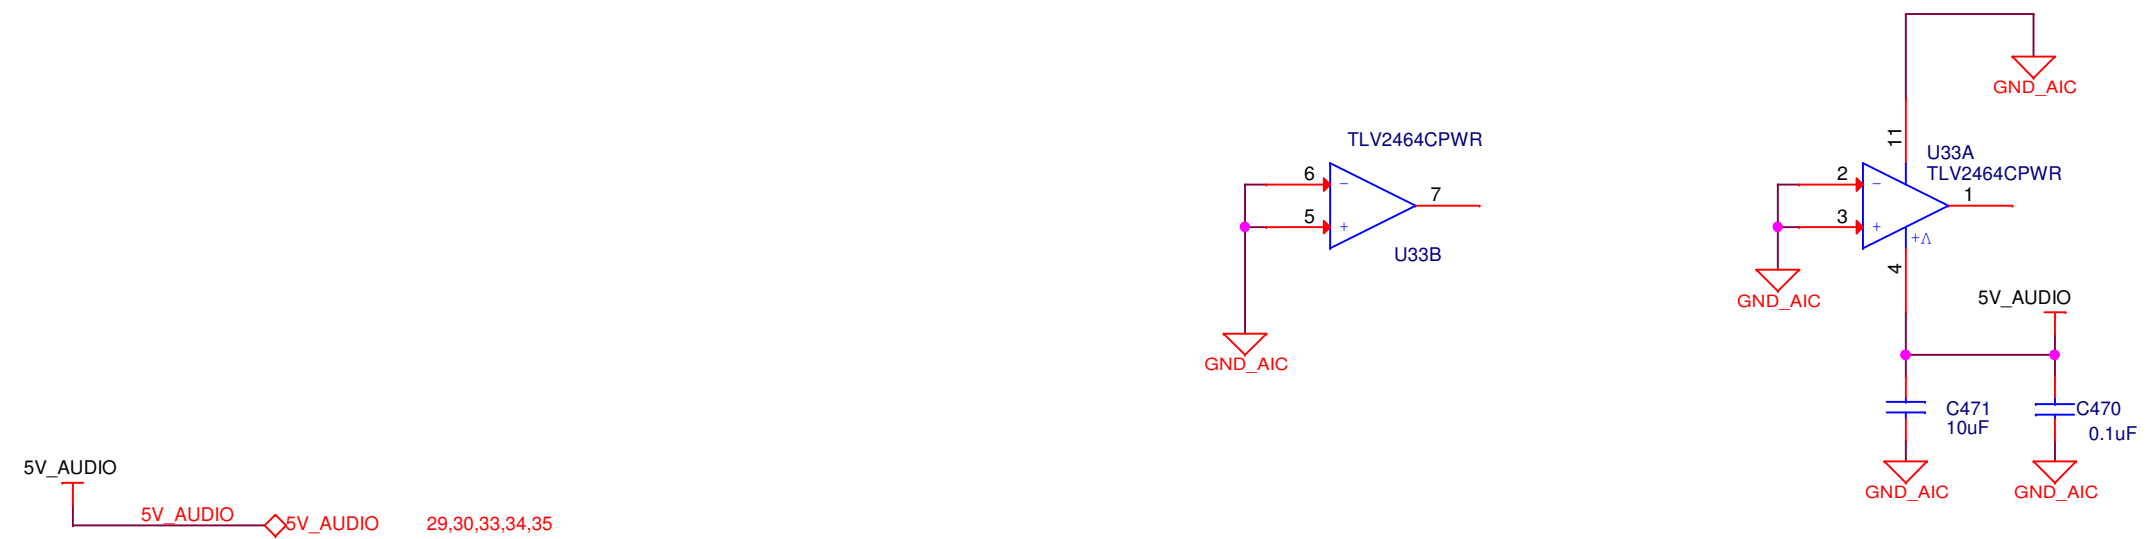 GND_AIC
TLV2464CPWR
6
-
5
+
7
U33B
GND_AIC
11
U33A
TLV2464CPWR
2
-
3
+
1
+V
4
GND_AIC
5V_AUDIO
C471
10uF
C470
0.1uF
GND_AIC
GND_AIC
5V_AUDIO
5V_AUDIO
5V_AUDIO 29,30,33,34,35